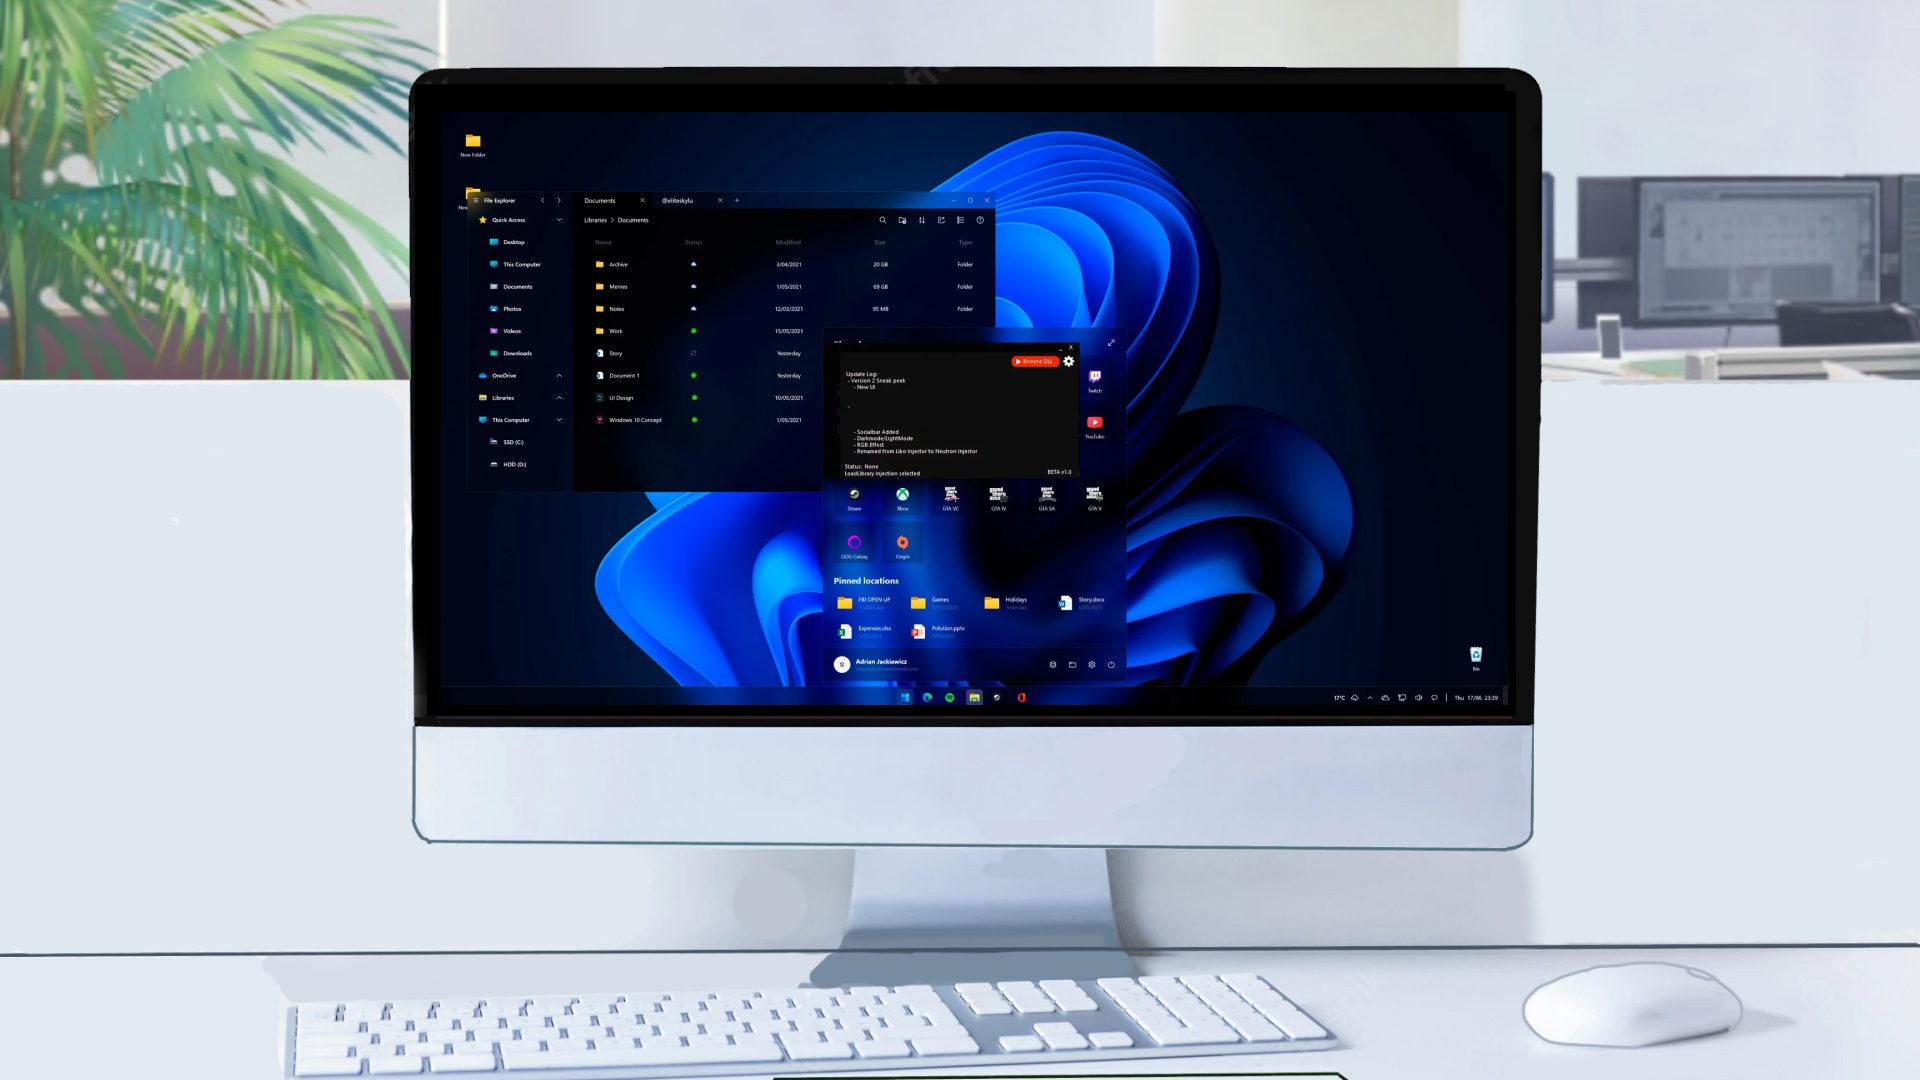 New Folder
File Explorer
Documents
@eliteskylu
Quick Access
Libraries > Documents
Desktop
This Computer
Documents
Photos
Videos
Downloads
OneDrive
Libraries
This Computer
SSD (C:)
HDD (D:)
Name Status Modified Size Type
Archive 3/04/2021 20 GB Folder
Memes 1/05/2021 69 GB Folder
Notes 12/03/2021 95 MB Folder
Work 15/05/2021
Story Yesterday
Document 1 Yesterday
UI Design 10/05/2021
Windows 10 Concept 1/05/2021
X
Browse DLL
Update Log:
- Version 2 Sneak peek
- New UI
- Socialbar Added
- Darkmode/LightMode
- RGB Effect
- Renamed from Liko Injector to Neutron Injector
Status: None
LoadLibrary Injection selected
BETA v1.0
Twitch
YouTube
Steam
Xbox
GTA VC
GTA IV
GTA SA
GTA V
GOG Galaxy
Origin
Pinned locations
FBI OPEN UP
Games
Holidays
Yesterday
Story.docx
Expenses.xlsx
Polution.pptx
S
Adrian Jackiewicz
Bin
17°C
Thu 17/06 23:39